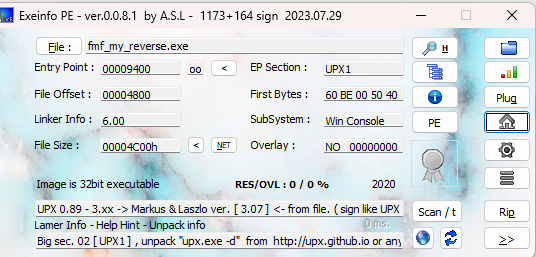 Exeinfo PE - ver.0.0.8.1 by A.S.L - 1173+164 sign 2023.07.29
File : fmf_my_reverse.exe H
Entry Point : 00009400 oo < EP Section : UPX1
File Offset : 00004800 First Bytes : 60 BE 00 50 40 Plug
Linker Info : 6.00 SubSystem : Win Console PE
File Size : 00004C00h < NET Overlay : NO 00000000
Image is 32bit executable RES/OVL : 0 / 0 % 2020
UPX 0.89 - 3.xx -> Markus & Laszlo ver. [ 3.07 ] <- from file. ( sign like UPX Scan / t Rip
Lamer Info - Help Hint - Unpack info 0 ms.
Big sec. 02 [ UPX1 ] , unpack "upx.exe -d" from http://upx.github.io or any >>